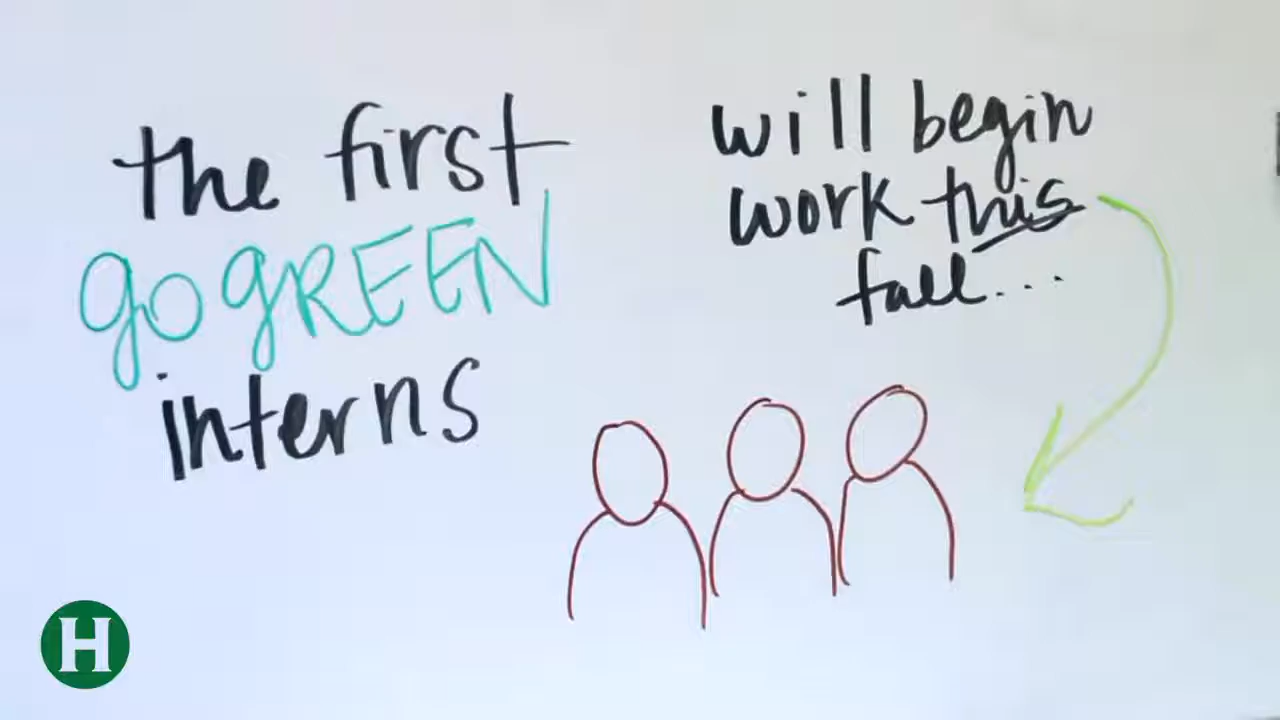 the first
go gREEN
interns
will begin
work this
fall...
H